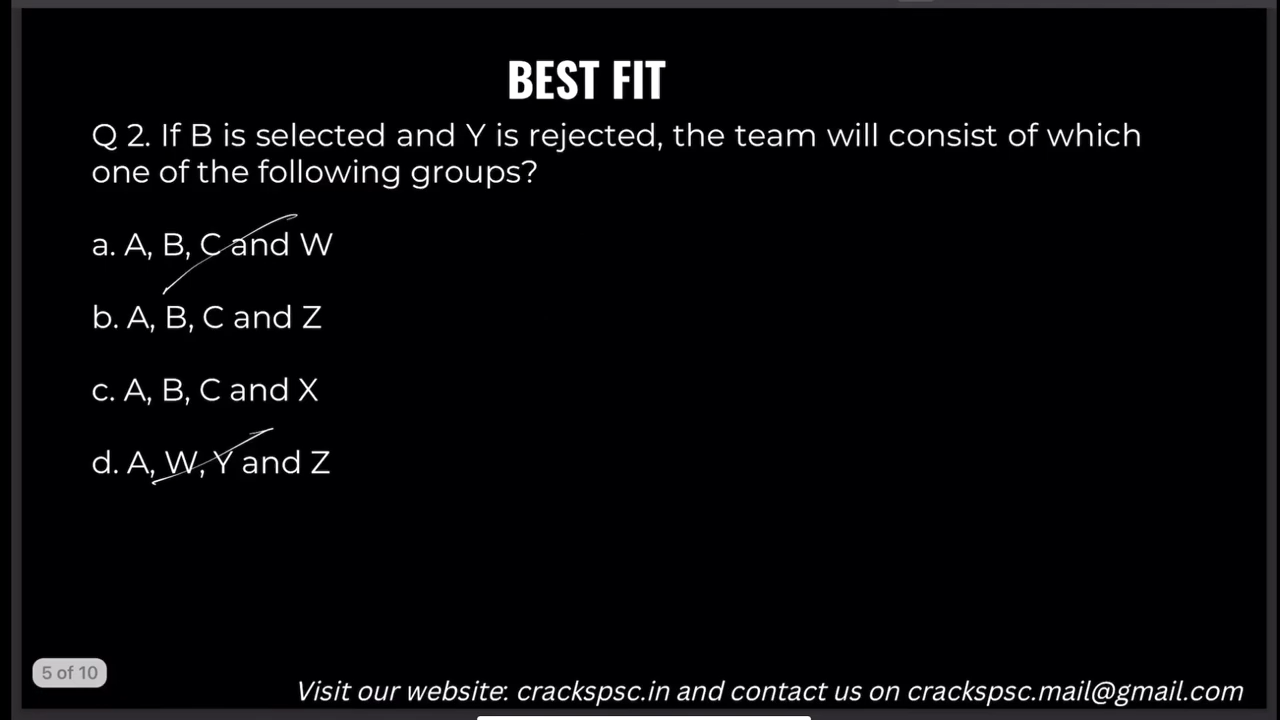 BEST FIT
Q 2. If B is selected and Y is rejected, the team will consist of which
one of the following groups?
a. A, B, C and W
b. A, B, C and Z
c. A, B, C and X
d. A, W, Y and Z
5 of 10
Visit our website: crackspsc.in and contact us on crackspsc.mail@gmail.com